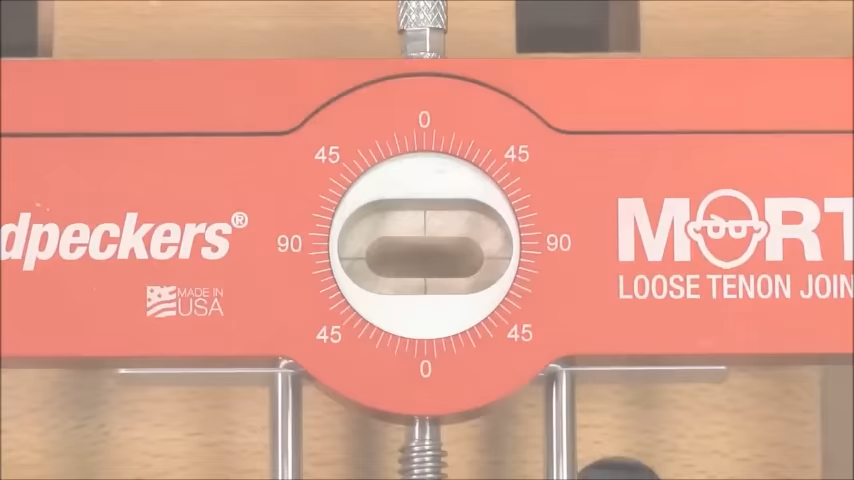 0
45 45
dpeckers®
MORT
90 90
MADE IN
USA
LOOSE TENON JOIN
45 45
0